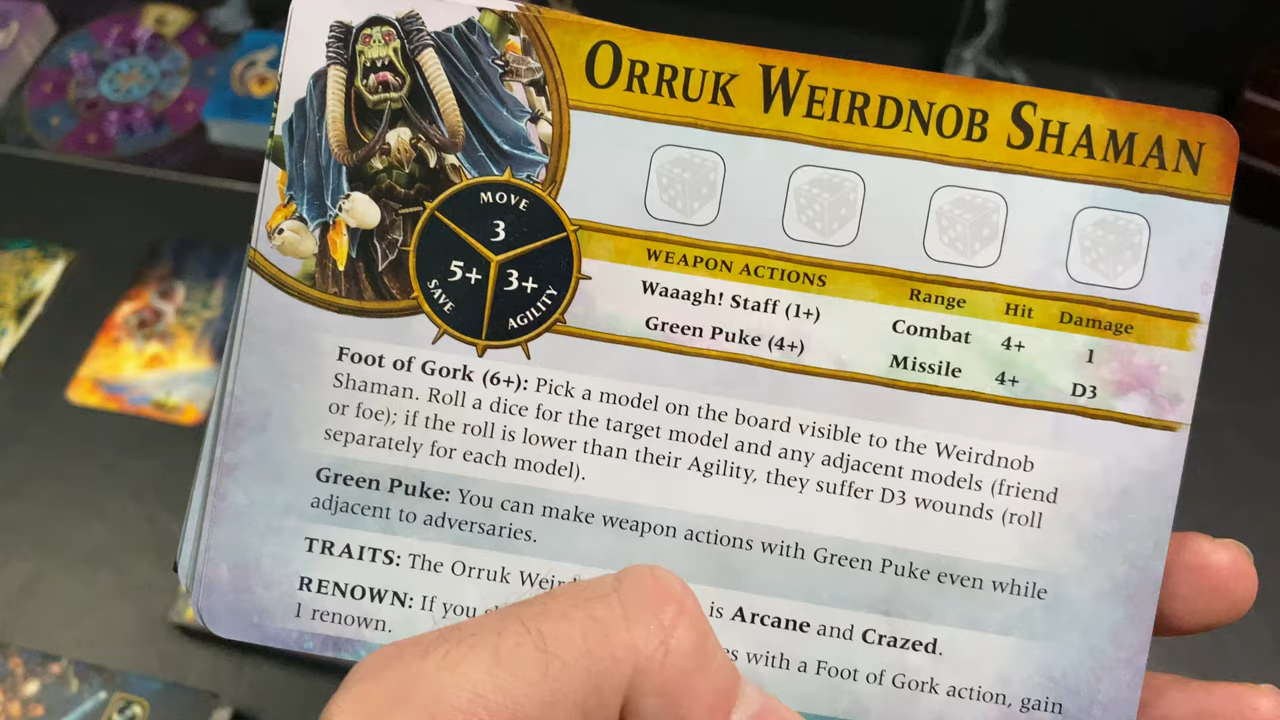 ORRUK WEIRDNOB SHAMAN
MOVE
3
5+
3+
SAVE
AGILITY
WEAPON ACTIONS Range Hit Damage
Waaagh! Staff (1+) Combat 4+ 1
Green Puke (4+) Missile 4+ D3
Foot of Gork (6+): Pick a model on the board visible to the Weirdnob
Shaman. Roll a dice for the target model and any adjacent models (friend
or foe); if the roll is lower than their Agility, they suffer D3 wounds (roll
separately for each model).
Green Puke: You can make weapon actions with Green Puke even while
adjacent to adversaries.
TRAITS: The Orruk is Arcane and Crazed.
RENOWN: If you with a Foot of Gork action, gain
1 renown.